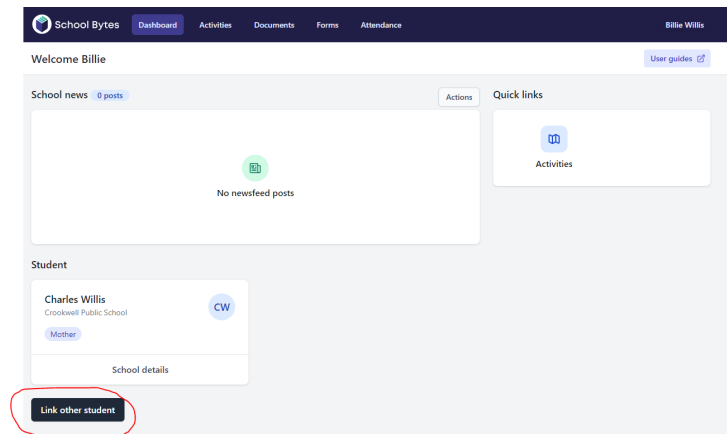 School Bytes Dashboard Activities Documents Forms Attendance Billie Willis
Welcome Billie User guides
School news 0 posts Actions Quick links
Activities
No newsfeed posts
Student
Charles Willis
Crookwell Public School
CW
Mother
School details
Link other student